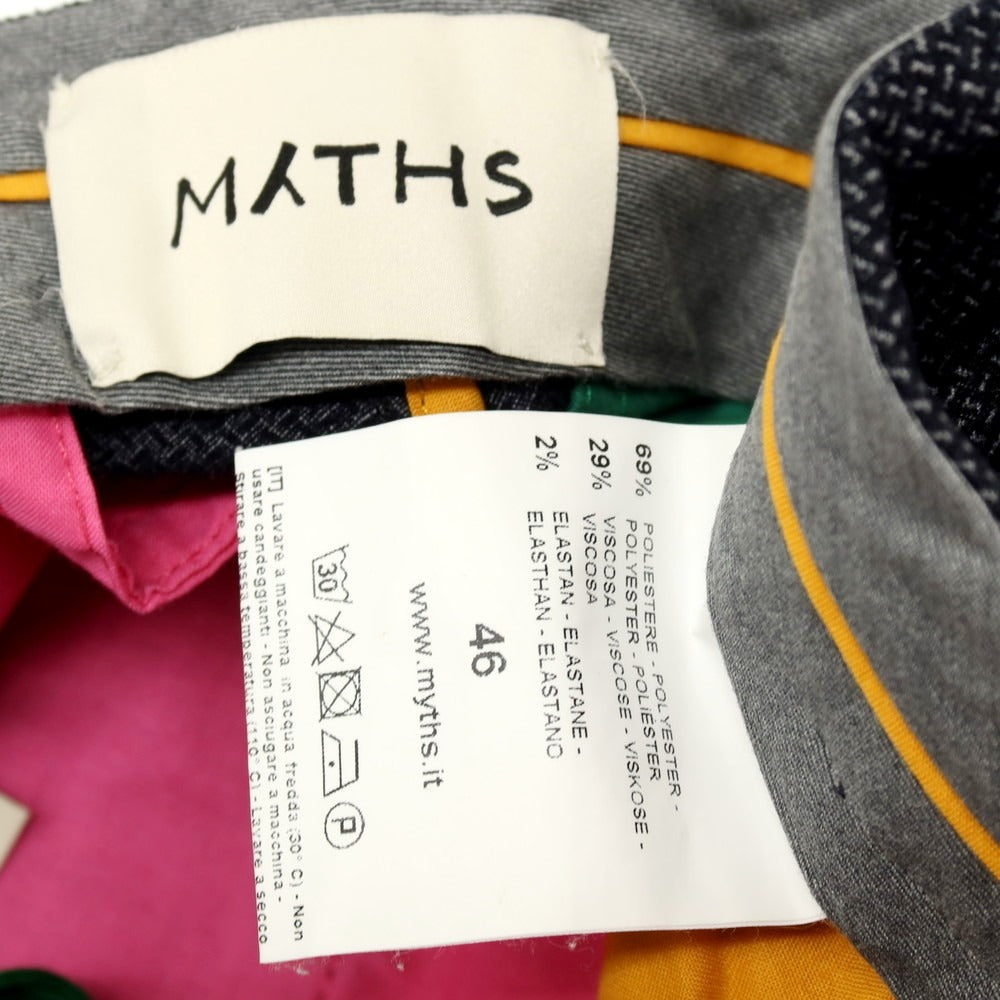 MYTHS
69% POLIESTERE - POLYESTER -
POLYESTER - POLIÉSTER
29% VISCOSA - VISCOSE - VISKOSE -
VISCOSA
2% ELASTAN - ELASTANE -
ELASTHAN - ELASTANO
46
www.myths.it
30
P
[IT] Lavare a macchina in acqua fredda (30° C) - Non
usare candeggianti - Non asciugare a macchina -
Stirare a bassa temperatura (110° C) - Lavare a secco